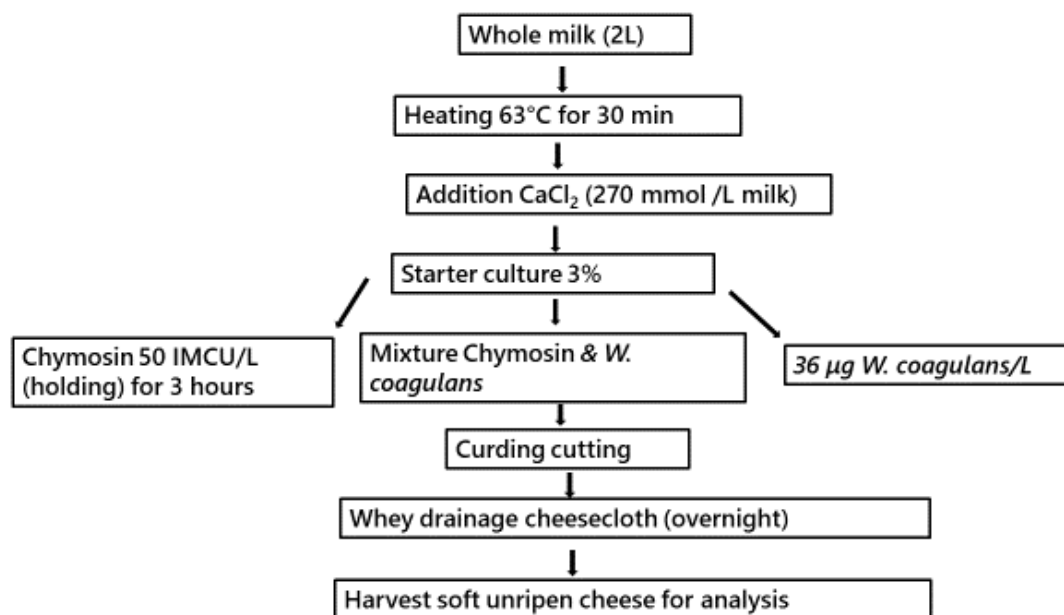 Whole milk (2L)
Heating 63°C for 30 min
Addition CaCl₂ (270 mmol /L milk)
Starter culture 3%
Chymosin 50 IMCU/L
(holding) for 3 hours
Mixture Chymosin & W.
coagulans
36 µg W. coagulans/L
Curding cutting
Whey drainage cheesecloth (overnight)
Harvest soft unripen cheese for analysis